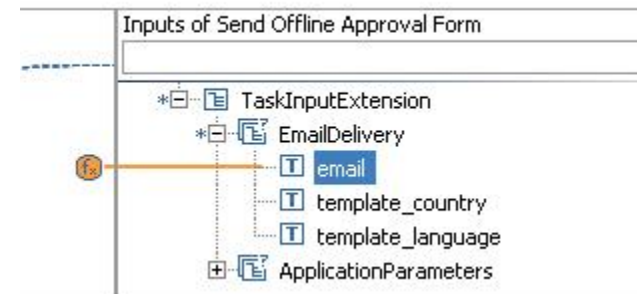 Inputs of Send Offline Approval Form
TaskInputExtension
EmailDelivery
email
template_country
template_language
ApplicationParameters